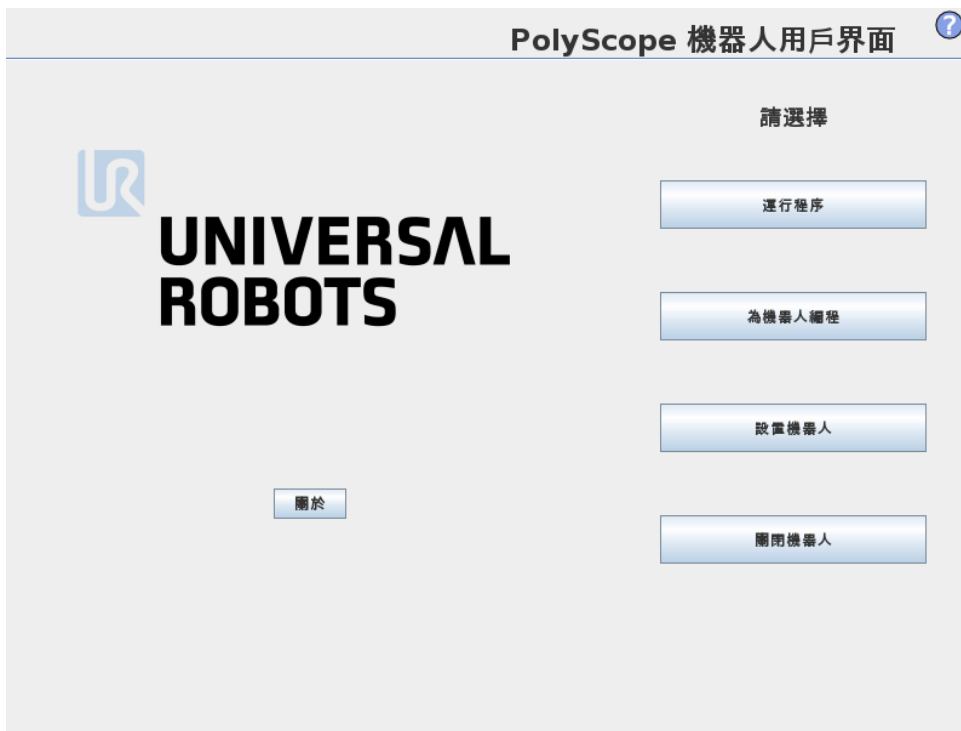 PolyScope 機器人用戶界面
?
請選擇
UR
UNIVERSAL
ROBOTS
運行程序
為機器人編程
設置機器人
關於
關閉機器人